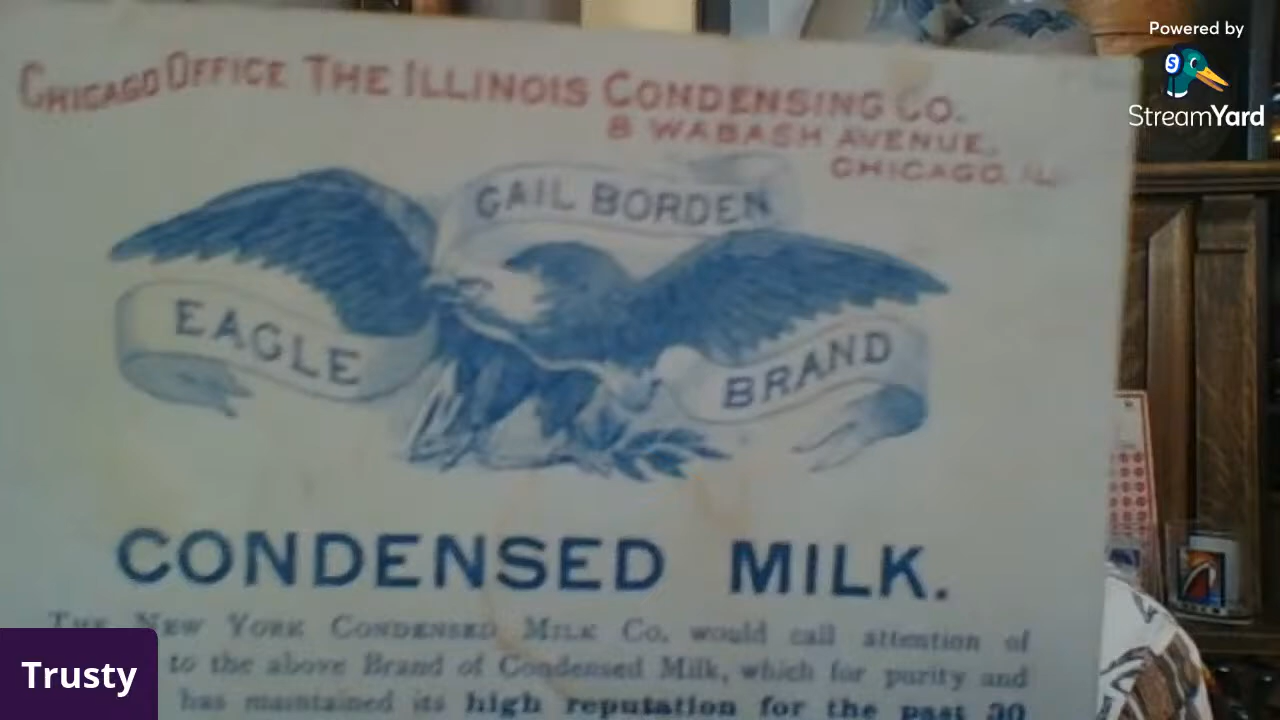 Powered by
StreamYard
CHICAGO OFFICE THE ILLINOIS CONDENSING CO.
8 WABASH AVENUE,
CHICAGO. ILL
GAIL BORDEN
EAGLE
BRAND
CONDENSED MILK.
THE NEW YORK CONDENSED MILK CO. would call attention of
to the above Brand of Condensed Milk, which for purity and
has maintained its high reputation for the past 30
Trusty